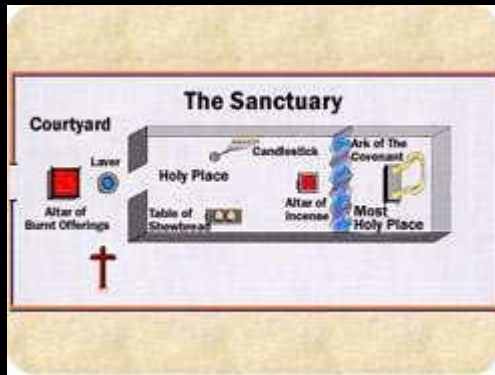 The Sanctuary
Courtyard
Laver
Altar of
Burnt Offerings
Holy Place
Candlestick
Table of
Showbread
Altar of
Incense
Ark of The
Covenant
Most
Holy Place